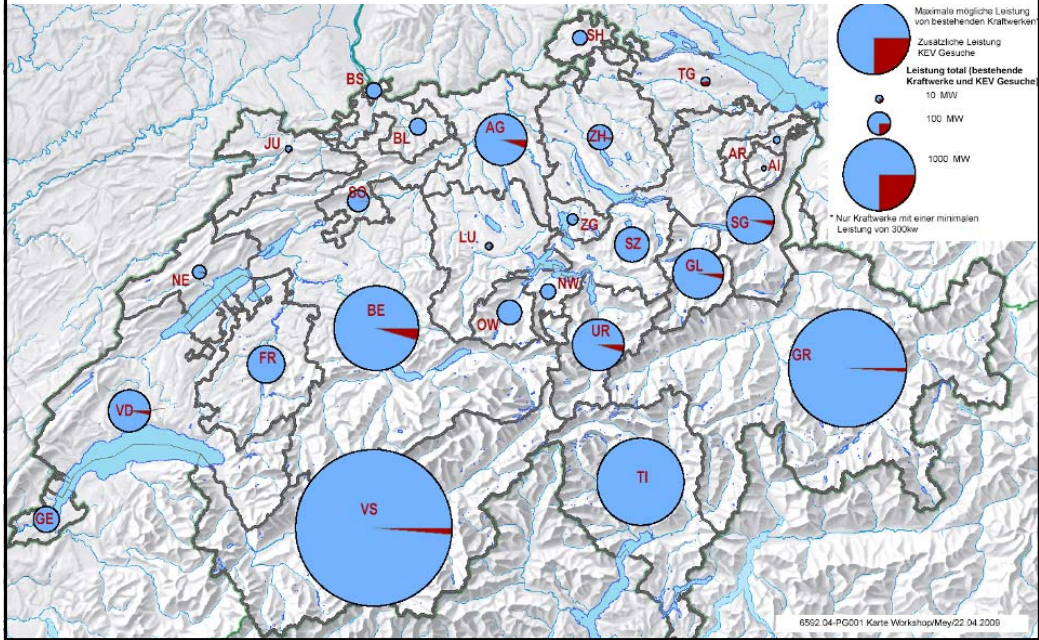 Maximale mögliche Leistung
von bestehenden Kraftwerken*
Zusätzliche Leistung
KEV Gesuche
Leistung total (bestehende
Kraftwerke und KEV Gesuche)
10 MW
100 MW
1000 MW
* Nur Kraftwerke mit einer minimalen
Leistung von 300kw
SH
BS
TG
BL
AG
ZH
JU
AR
AI
SO
SG
ZG
LU
SZ
GL
NE
NW
BE
OW
UR
FR
GR
VD
TI
VS
GE
6592.04-PG001 Karte Workshop/Mey/22.04.2009